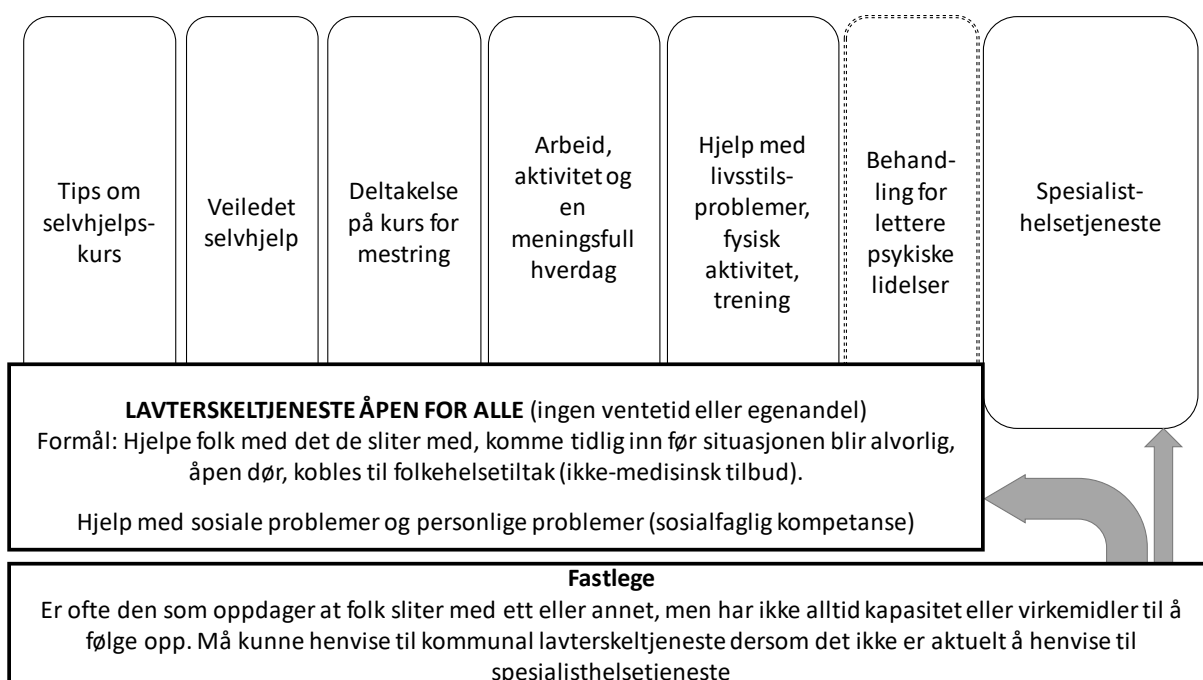 Tips om
selvhjelps-
kurs
Veiledet
selvhjelp
Deltakelse
på kurs for
mestring
Arbeid,
aktivitet og
en
meningsfull
hverdag
Hjelp med
livsstils-
problemer,
fysisk
aktivitet,
trening
Behand-
ling for
lettere
psykiske
lidelser
Spesialist-
helsetjeneste
LAVTERSKELTJENESTE ÅPEN FOR ALLE (ingen ventetid eller egenandel)
Formål: Hjelpe folk med det de sliter med, komme tidlig inn før situasjonen blir alvorlig,
åpen dør, kobles til folkehelsetiltak (ikke-medisinsk tilbud).
Hjelp med sosiale problemer og personlige problemer (sosialfaglig kompetanse)
Fastlege
Er ofte den som oppdager at folk sliter med ett eller annet, men har ikke alltid kapasitet eller virkemidler til å
følge opp. Må kunne henvise til kommunal lavterskeltjeneste dersom det ikke er aktuelt å henvise til
spesialisthelsetjeneste